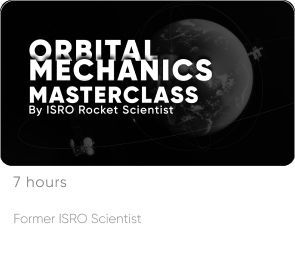 ORBITAL
MECHANICS
MASTERCLASS
By ISRO Rocket Scientist
7 hours
Former ISRO Scientist